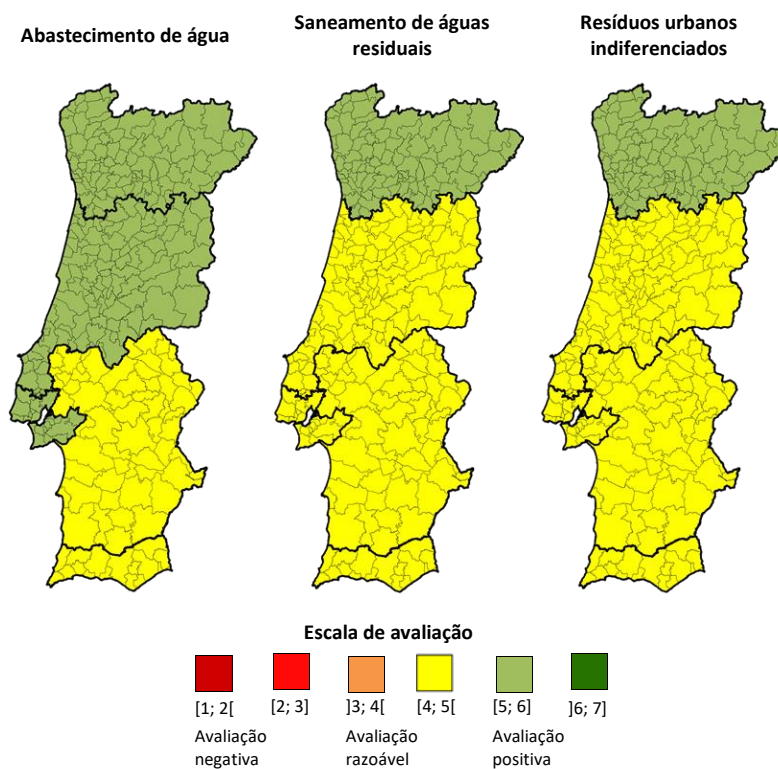 Abastecimento de água
Saneamento de águas
residuais
Resíduos urbanos
indiferenciados
Escala de avaliação
[1; 2[
[2; 3]
]3; 4[
[4; 5[
[5; 6]
]6; 7]
Avaliação
negativa
Avaliação
razoável
Avaliação
positiva